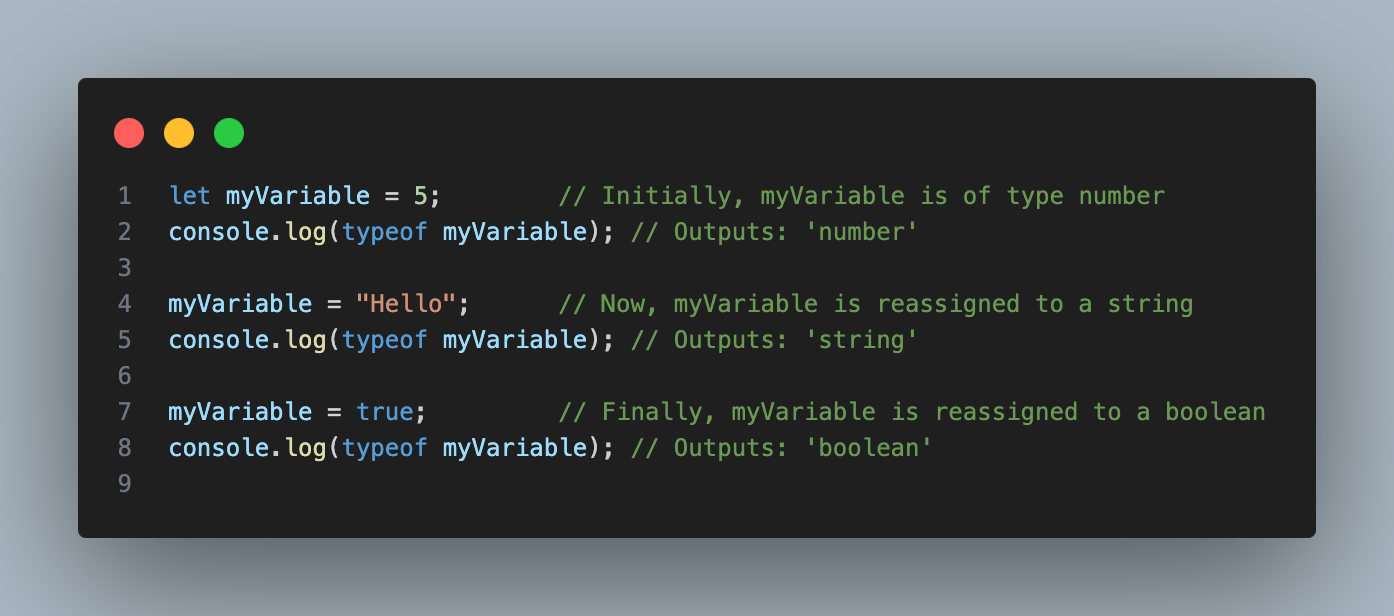 1 let myVariable = 5;        // Initially, myVariable is of type number
2 console.log(typeof myVariable); // Outputs: 'number'
3
4 myVariable = "Hello";      // Now, myVariable is reassigned to a string
5 console.log(typeof myVariable); // Outputs: 'string'
6
7 myVariable = true;         // Finally, myVariable is reassigned to a boolean
8 console.log(typeof myVariable); // Outputs: 'boolean'
9